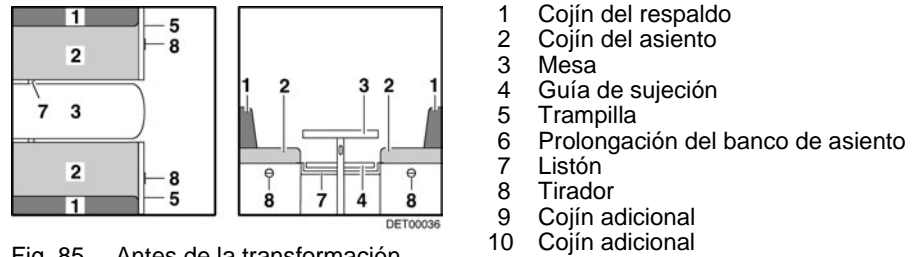 1
5
8
2
7 3
2
8
5
1
1 2 3 2 1
8 7 4 8
DET00036
Fig. 85 Antes de la transformación
1 Cojín del respaldo
2 Cojín del asiento
3 Mesa
4 Guía de sujeción
5 Trampilla
6 Prolongación del banco de asiento
7 Listón
8 Tirador
9 Cojín adicional
10 Cojín adicional